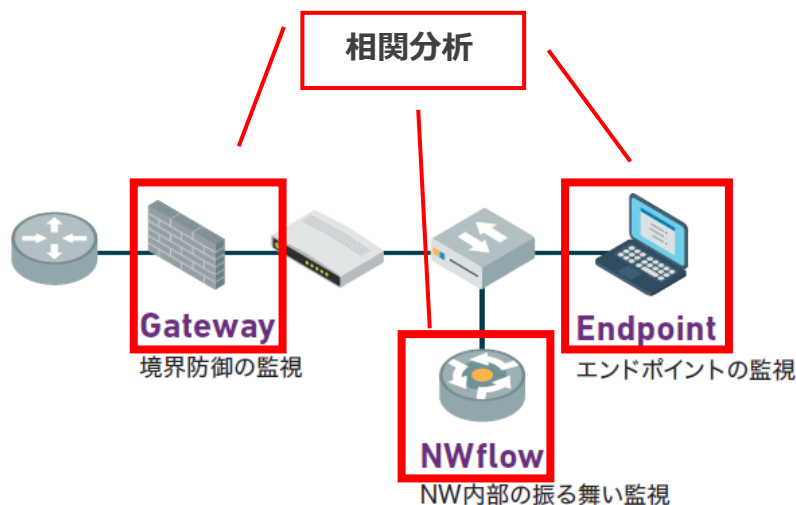 相関分析
Gateway
境界防御の監視
Endpoint
エンドポイントの監視
NWflow
NW内部の振る舞い監視